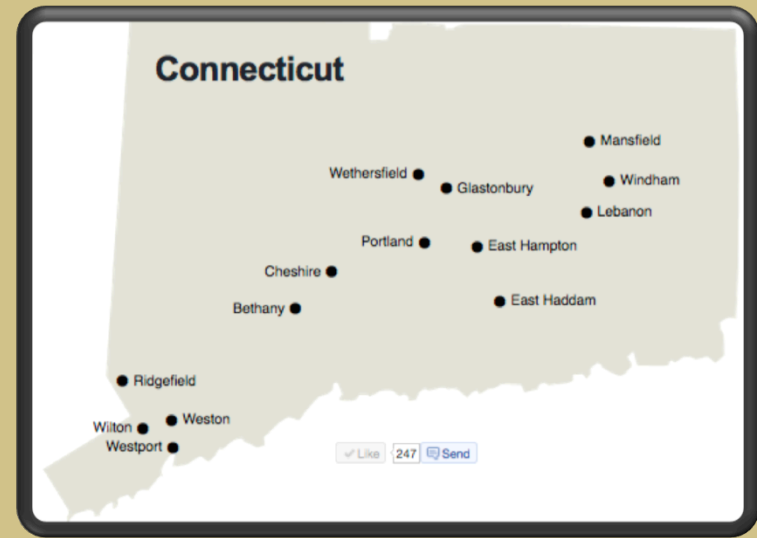 Connecticut
Mansfield
Wethersfield
Windham
Glastonbury
Lebanon
Portland
East Hampton
Cheshire
East Haddam
Bethany
Ridgefield
Weston
Wilton
Westport
Like 247 Send